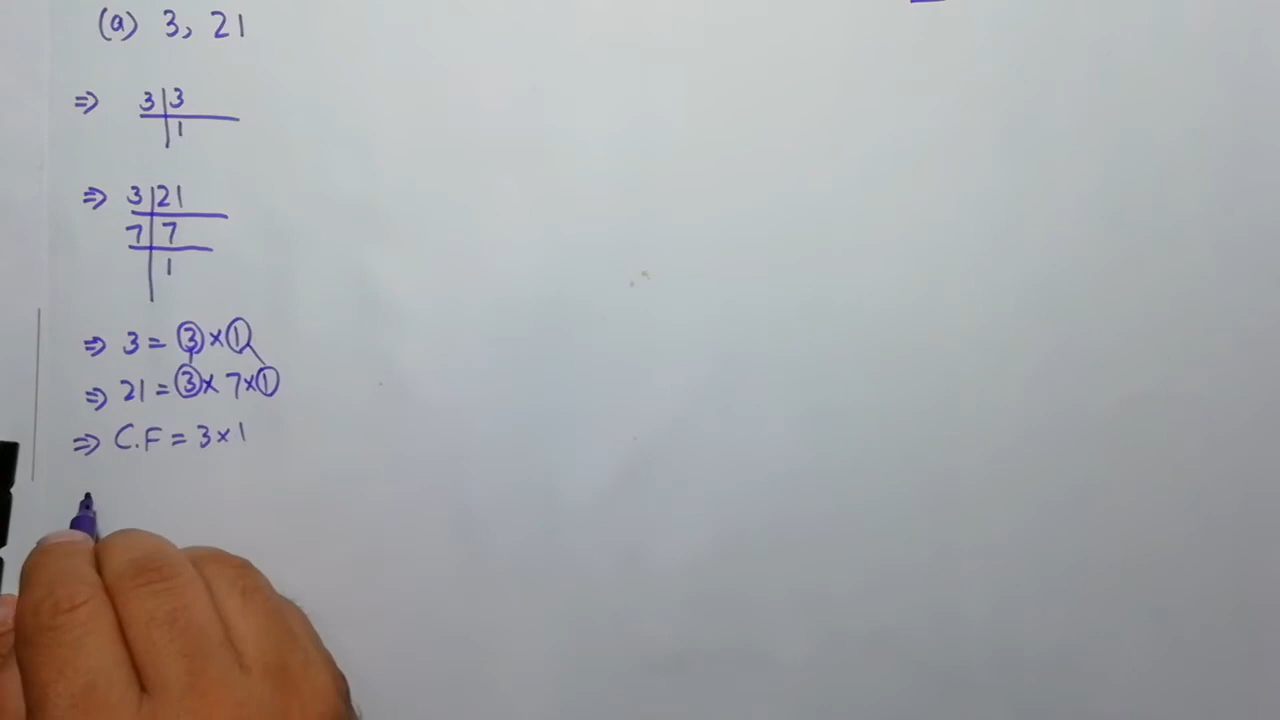 (a) 3, 21
⇒ 3|3
1
⇒ 3|21
7|7
1
⇒ 3 = ③×①
⇒ 21 = ③× 7×①
⇒ C.F = 3×1